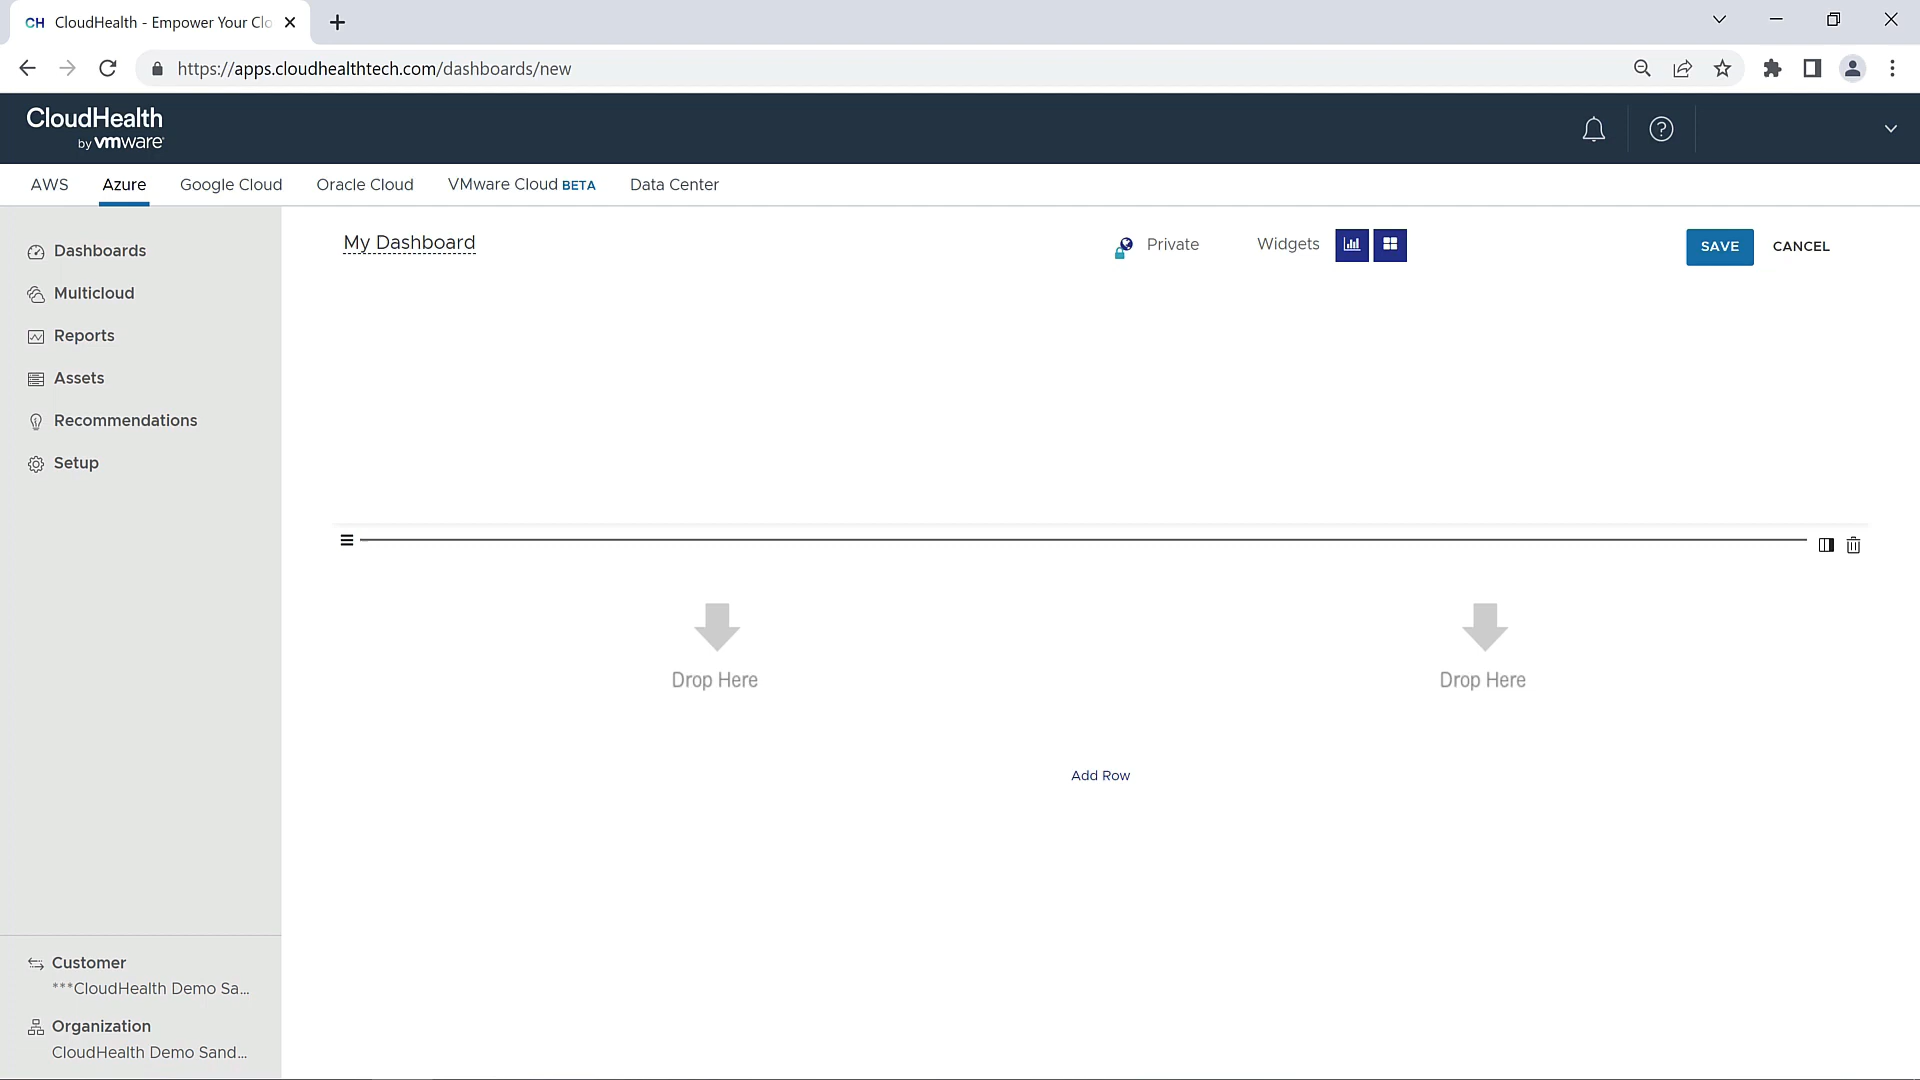 CH CloudHealth - Empower Your Clo
https://apps.cloudhealthtech.com/dashboards/new
CloudHealth
by vmware
AWS Azure Google Cloud Oracle Cloud VMware Cloud BETA Data Center
Dashboards
Multicloud
Reports
Assets
Recommendations
Setup
My Dashboard Private Widgets SAVE CANCEL
Drop Here Drop Here
Add Row
Customer
***CloudHealth Demo Sa...
Organization
CloudHealth Demo Sand...